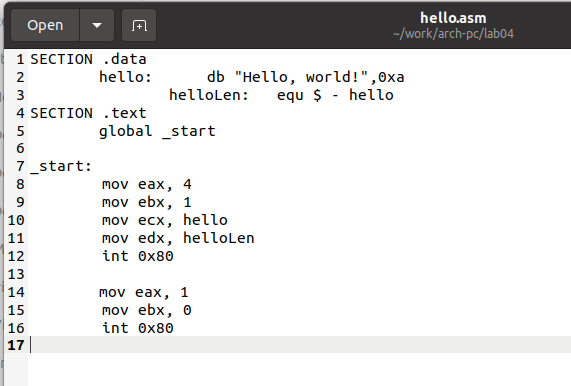 Open hello.asm
~/work/arch-pc/lab04
1 SECTION .data
2 hello: db "Hello, world!",0xa
3 helloLen: equ $ - hello
4 SECTION .text
5 global _start
6
7 _start:
8 mov eax, 4
9 mov ebx, 1
10 mov ecx, hello
11 mov edx, helloLen
12 int 0x80
13
14 mov eax, 1
15 mov ebx, 0
16 int 0x80
17